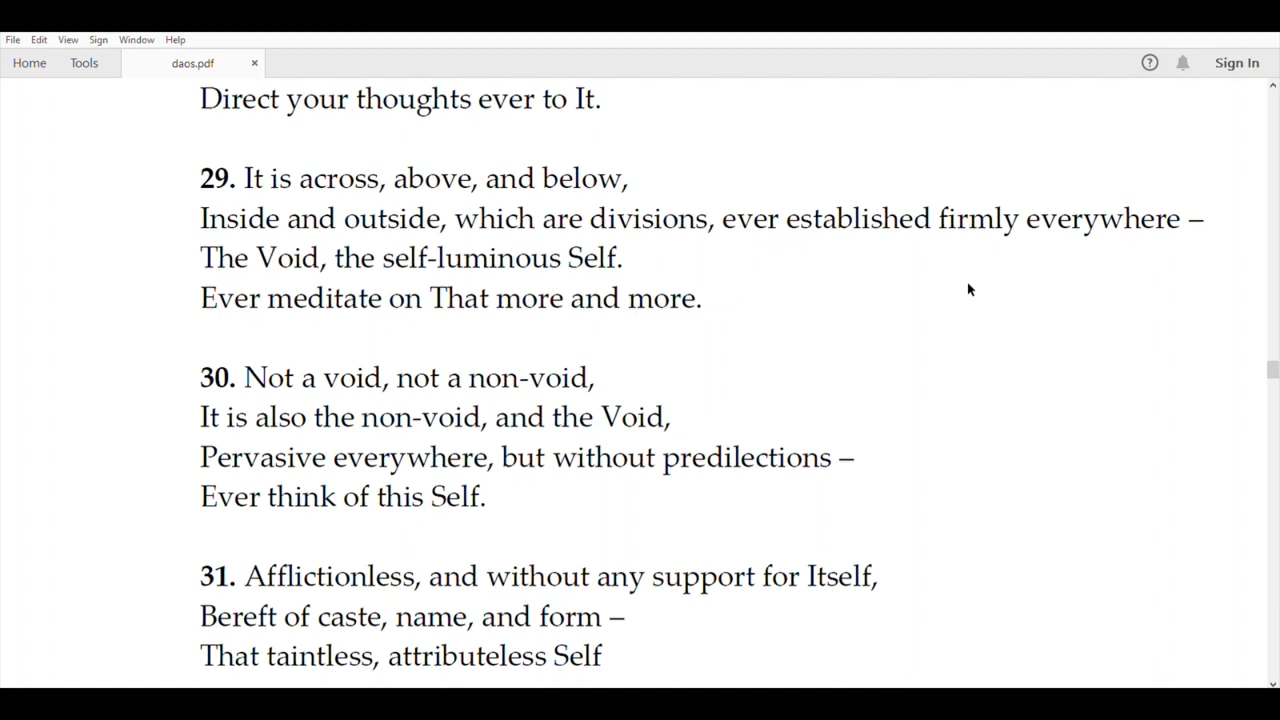 File Edit View Sign Window Help
Home Tools daos.pdf × ? Sign In
Direct your thoughts ever to It.
29. It is across, above, and below,
Inside and outside, which are divisions, ever established firmly everywhere –
The Void, the self-luminous Self.
Ever meditate on That more and more.
30. Not a void, not a non-void,
It is also the non-void, and the Void,
Pervasive everywhere, but without predilections –
Ever think of this Self.
31. Afflictionless, and without any support for Itself,
Bereft of caste, name, and form –
That taintless, attributeless Self